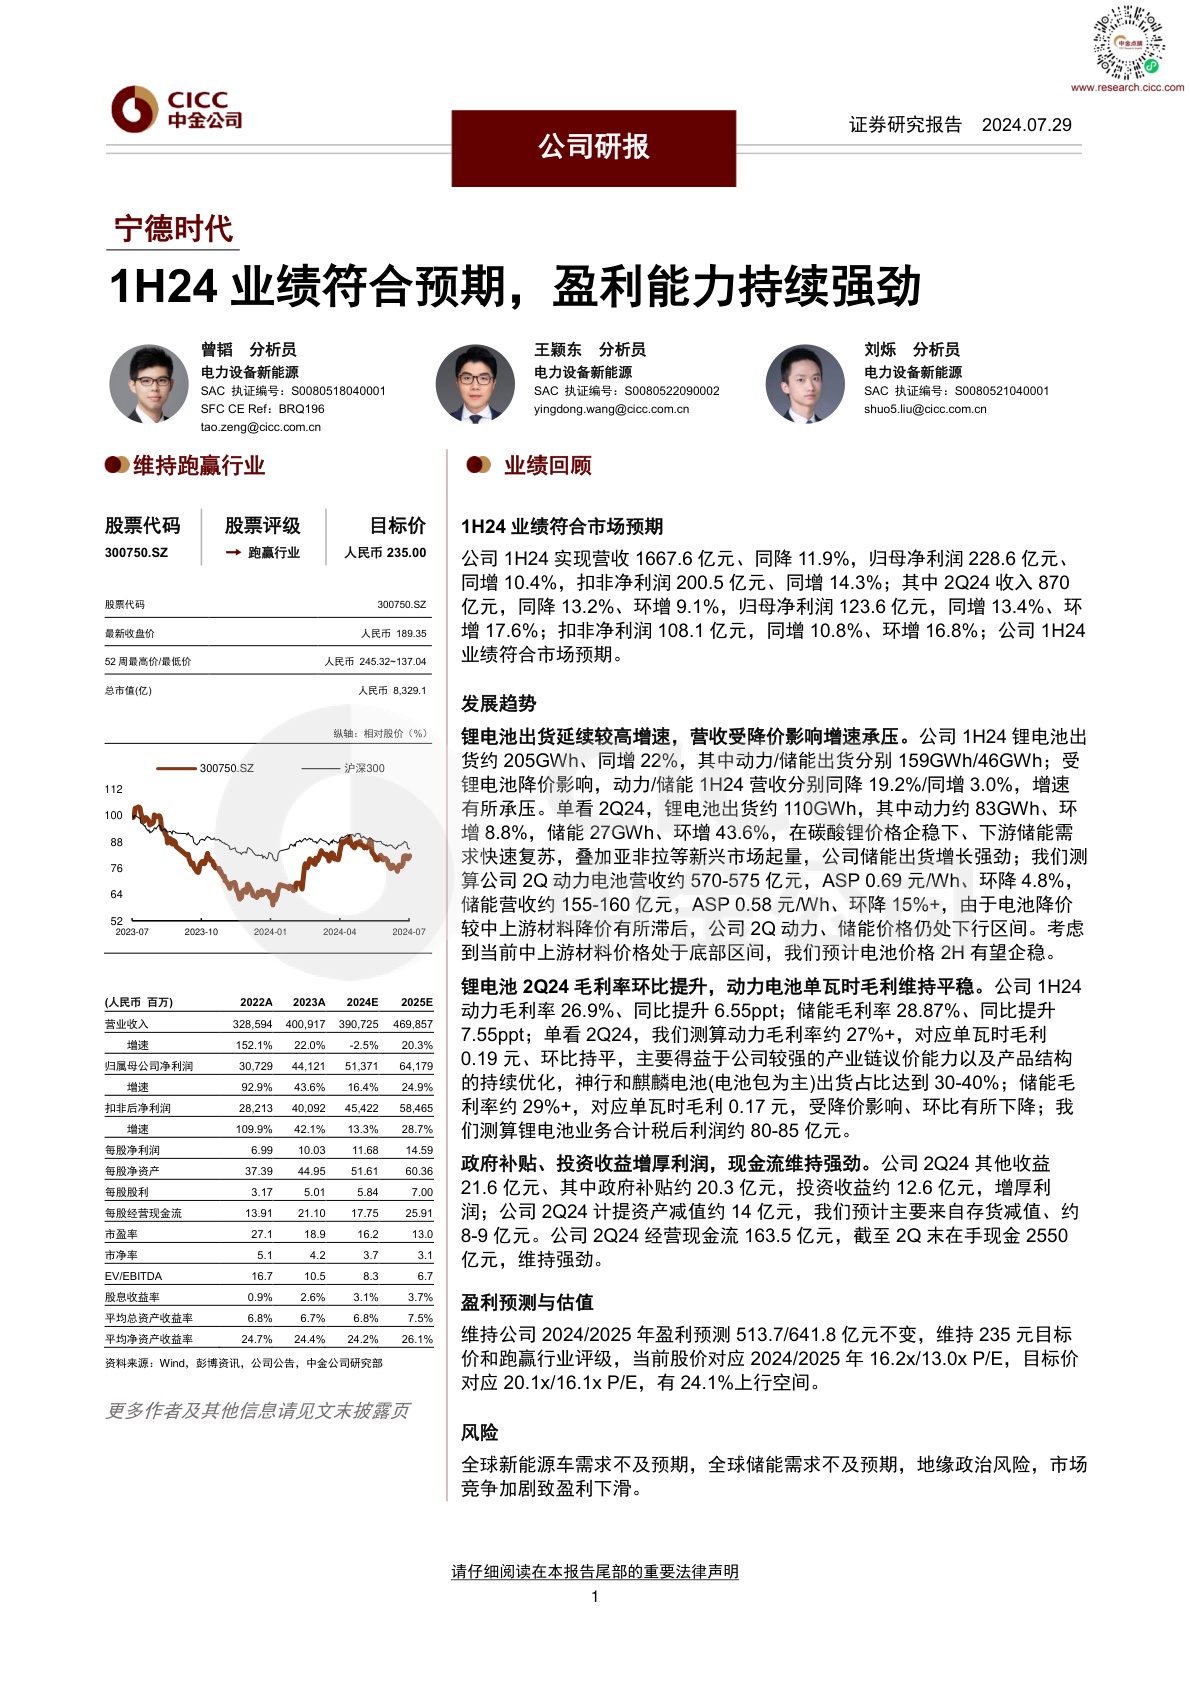 中金点睛
www.research.cicc.com
CICC
中金公司
公司研报
证券研究报告 2024.07.29
宁德时代
1H24 业绩符合预期，盈利能力持续强劲
曾韬 分析员
电力设备新能源
SAC 执证编号：S0080518040001
SFC CE Ref：BRQ196
tao.zeng@cicc.com.cn
王颖东 分析员
电力设备新能源
SAC 执证编号：S0080522090002
yingdong.wang@cicc.com.cn
刘烁 分析员
电力设备新能源
SAC 执证编号：S0080521040001
shuo5.liu@cicc.com.cn
维持跑赢行业
股票代码 股票评级 目标价
300750.SZ 跑赢行业 人民币 235.00
股票代码 300750.SZ
最新收盘价 人民币 189.35
52 周最高价/最低价 人民币 245.32~137.04
总市值(亿) 人民币 8,329.1
纵轴：相对股价（%）
300750.SZ 沪深300
112
100
88
76
64
52
2023-07 2023-10 2024-01 2024-04 2024-07
(人民币 百万) 2022A 2023A 2024E 2025E
营业收入 328,594 400,917 390,725 469,857
增速 152.1% 22.0% -2.5% 20.3%
归属母公司净利润 30,729 44,121 51,371 64,179
增速 92.9% 43.6% 16.4% 24.9%
扣非后净利润 28,213 40,092 45,422 58,465
增速 109.9% 42.1% 13.3% 28.7%
每股净利润 6.99 10.03 11.68 14.59
每股净资产 37.39 44.95 51.61 60.36
每股股利 3.17 5.01 5.84 7.00
每股经营现金流 13.91 21.10 17.75 25.91
市盈率 27.1 18.9 16.2 13.0
市净率 5.1 4.2 3.7 3.1
EV/EBITDA 16.7 10.5 8.3 6.7
股息收益率 0.9% 2.6% 3.1% 3.7%
平均总资产收益率 6.8% 6.7% 6.8% 7.5%
平均净资产收益率 24.7% 24.4% 24.2% 26.1%
资料来源：Wind，彭博资讯，公司公告，中金公司研究部
更多作者及其他信息请见文末披露页
业绩回顾
1H24 业绩符合市场预期
公司 1H24 实现营收 1667.6 亿元、同降 11.9%，归母净利润 228.6 亿元、
同增 10.4%，扣非净利润 200.5 亿元、同增 14.3%；其中 2Q24 收入 870
亿元，同降 13.2%、环增 9.1%，归母净利润 123.6 亿元，同增 13.4%、环
增 17.6%；扣非净利润 108.1 亿元，同增 10.8%、环增 16.8%；公司 1H24
业绩符合市场预期。
发展趋势
锂电池出货延续较高增速，营收受降价影响增速承压。公司 1H24 锂电池出
货约 205GWh、同增 22%，其中动力/储能出货分别 159GWh/46GWh；受
锂电池降价影响，动力/储能 1H24 营收分别同降 19.2%/同增 3.0%，增速
有所承压。单看 2Q24，锂电池出货约 110GWh，其中动力约 83GWh、环
增 8.8%，储能 27GWh、环增 43.6%，在碳酸锂价格企稳下、下游储能需
求快速复苏，叠加亚非拉等新兴市场起量，公司储能出货增长强劲；我们测
算公司 2Q 动力电池营收约 570-575 亿元，ASP 0.69 元/Wh、环降 4.8%，
储能营收约 155-160 亿元，ASP 0.58 元/Wh、环降 15%+，由于电池降价
较中上游材料降价有所滞后，公司 2Q 动力、储能价格仍处下行区间。考虑
到当前中上游材料价格处于底部区间，我们预计电池价格 2H 有望企稳。
锂电池 2Q24 毛利率环比提升，动力电池单瓦时毛利维持平稳。公司 1H24
动力毛利率 26.9%、同比提升 6.55ppt；储能毛利率 28.87%、同比提升
7.55ppt；单看 2Q24，我们测算动力毛利率约 27%+，对应单瓦时毛利
0.19 元、环比持平，主要得益于公司较强的产业链议价能力以及产品结构
的持续优化，神行和麒麟电池(电池包为主)出货占比达到 30-40%；储能毛
利率约 29%+，对应单瓦时毛利 0.17 元，受降价影响、环比有所下降；我
们测算锂电池业务合计税后利润约 80-85 亿元。
政府补贴、投资收益增厚利润，现金流维持强劲。公司 2Q24 其他收益
21.6 亿元、其中政府补贴约 20.3 亿元，投资收益约 12.6 亿元，增厚利
润；公司 2Q24 计提资产减值约 14 亿元，我们预计主要来自存货减值、约
8-9 亿元。公司 2Q24 经营现金流 163.5 亿元，截至 2Q 末在手现金 2550
亿元，维持强劲。
盈利预测与估值
维持公司 2024/2025 年盈利预测 513.7/641.8 亿元不变，维持 235 元目标
价和跑赢行业评级，当前股价对应 2024/2025 年 16.2x/13.0x P/E，目标价
对应 20.1x/16.1x P/E，有 24.1%上行空间。
风险
全球新能源车需求不及预期，全球储能需求不及预期，地缘政治风险，市场
竞争加剧致盈利下滑。
请仔细阅读在本报告尾部的重要法律声明
1